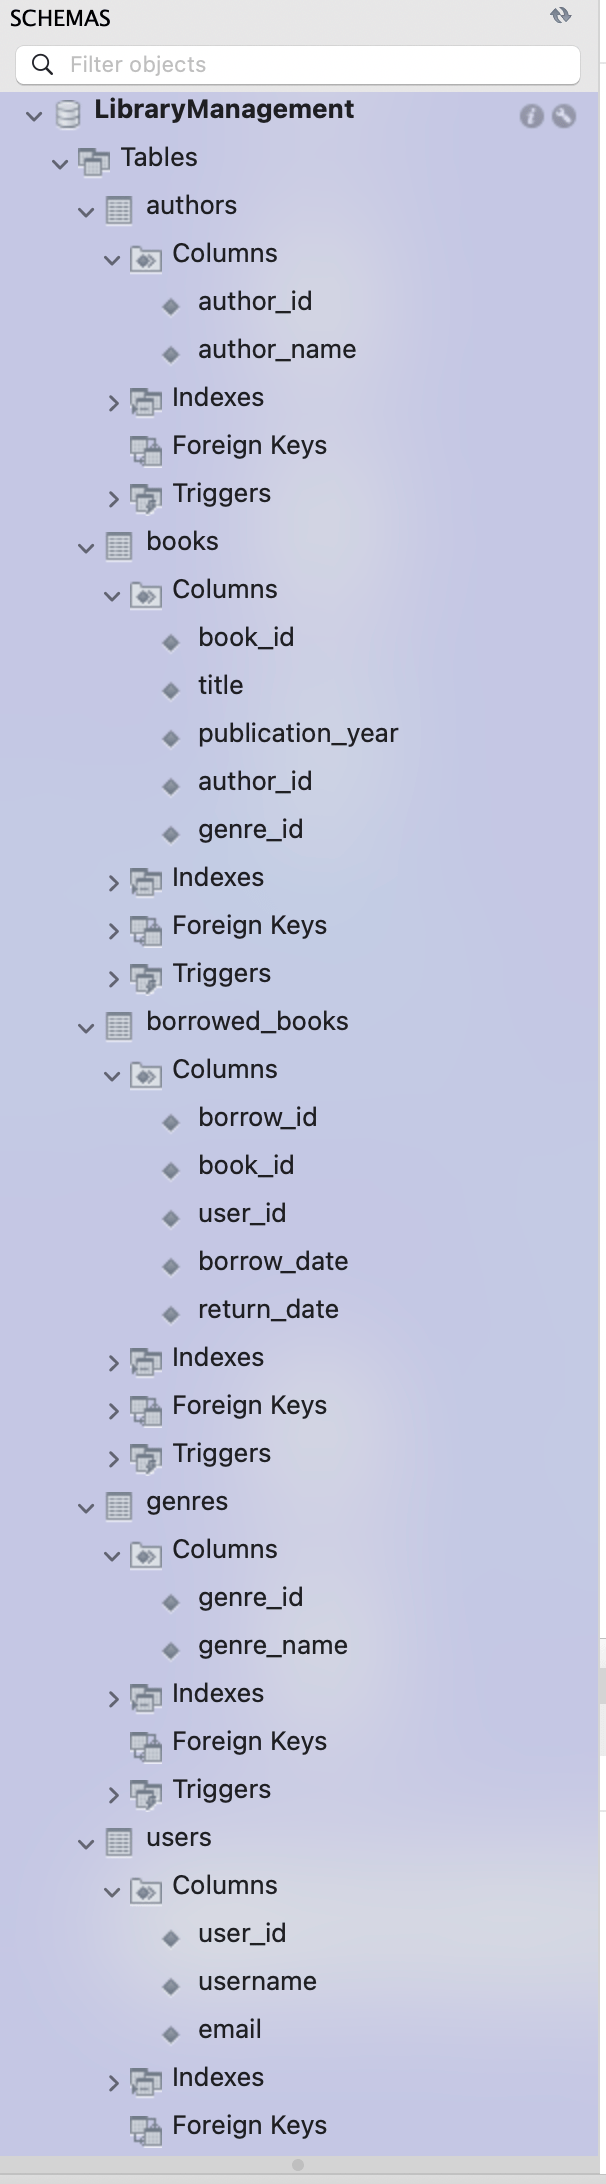 SCHEMAS
Filter objects
LibraryManagement
Tables
authors
Columns
author_id
author_name
Indexes
Foreign Keys
Triggers
books
Columns
book_id
title
publication_year
author_id
genre_id
Indexes
Foreign Keys
Triggers
borrowed_books
Columns
borrow_id
book_id
user_id
borrow_date
return_date
Indexes
Foreign Keys
Triggers
genres
Columns
genre_id
genre_name
Indexes
Foreign Keys
Triggers
users
Columns
user_id
username
email
Indexes
Foreign Keys